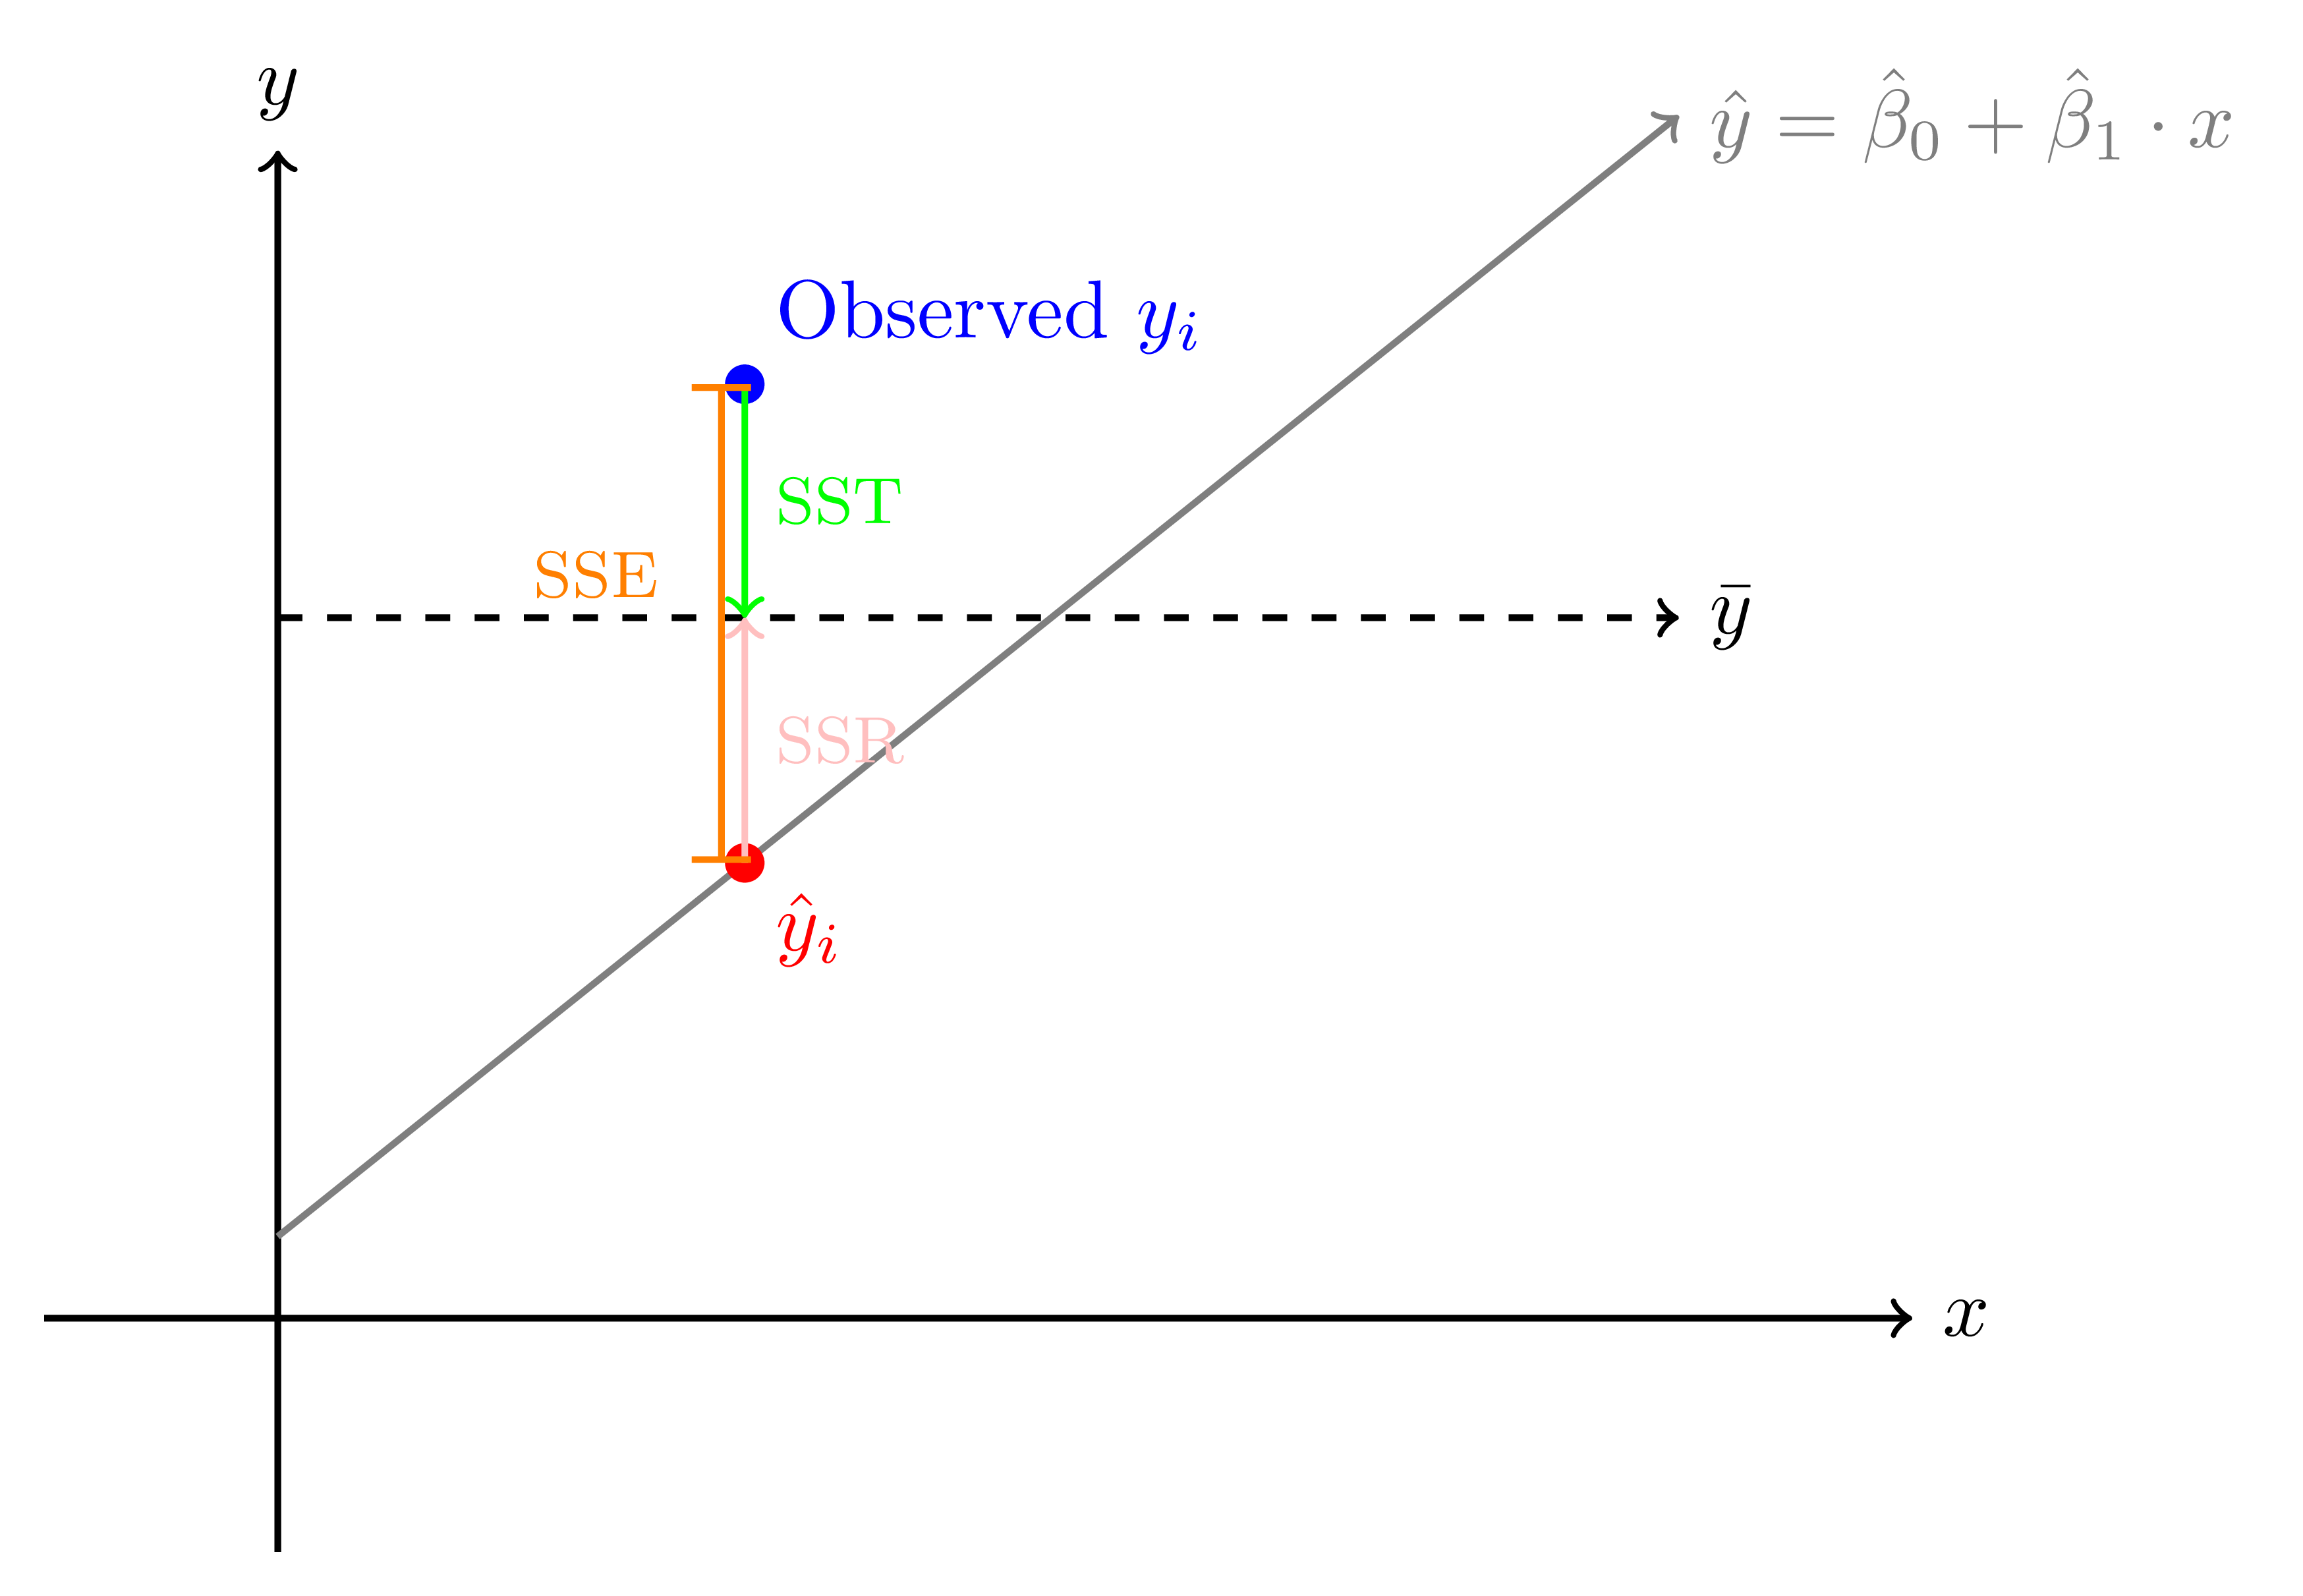 y
ŷ = β̂₀ + β̂₁ · x
Observed yᵢ
SST
SSE
ȳ
SSR
ŷᵢ
x